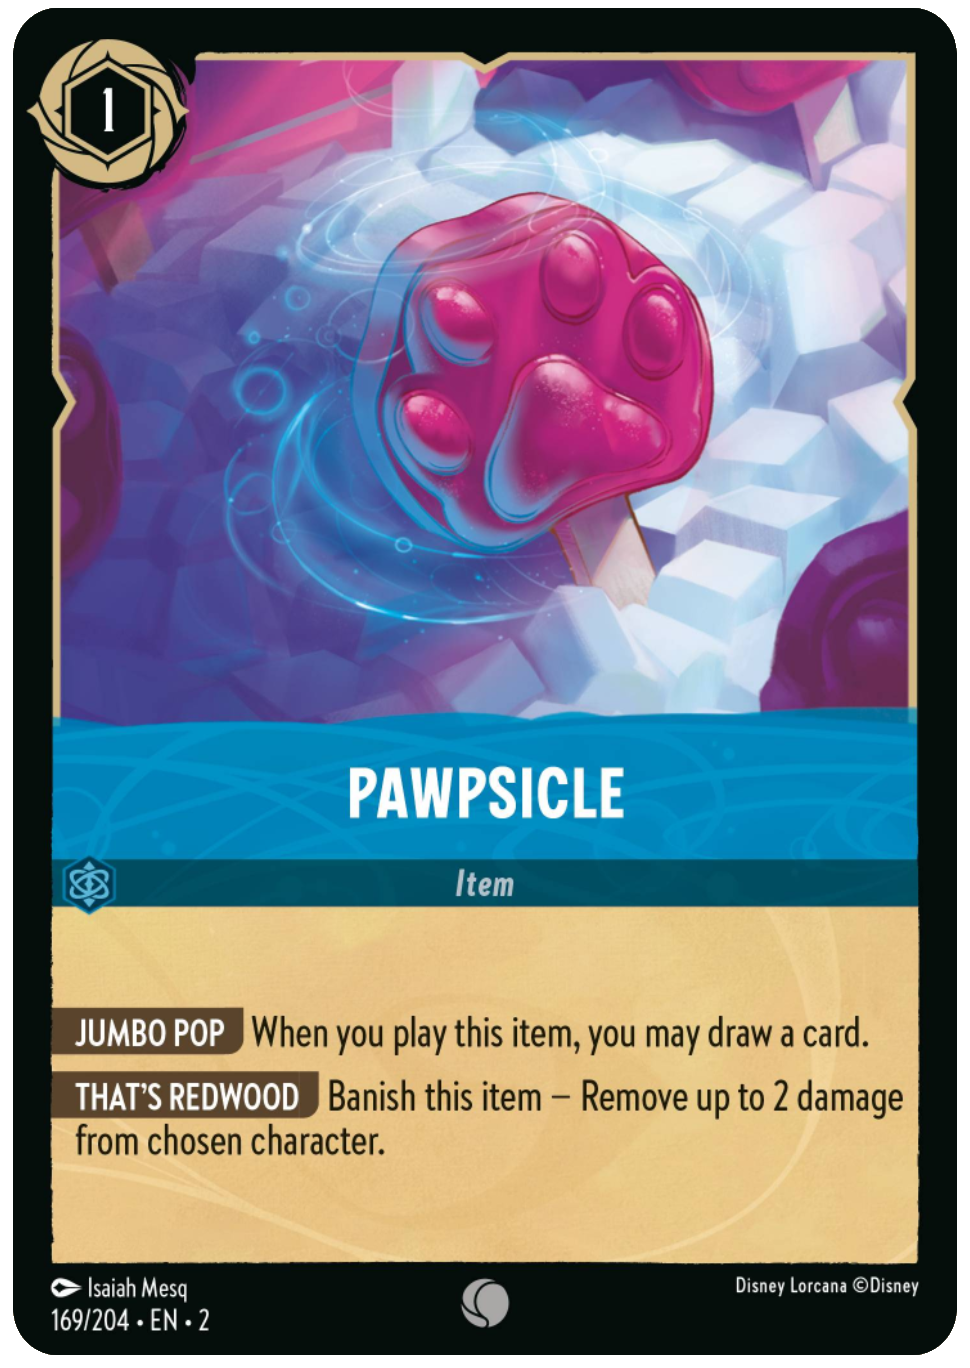 1
PAWPSICLE
Item
JUMBO POP When you play this item, you may draw a card.
THAT'S REDWOOD Banish this item – Remove up to 2 damage
from chosen character.
Isaiah Mesq
169/204 • EN • 2
Disney Lorcana ©Disney